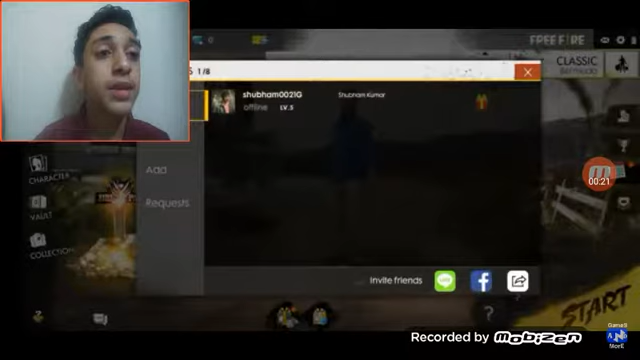 FREE FIRE
CLASSIC
Bermuda
1/8
shubham0021G
Shubham Kumar
offline
LV.5
CHARACTER
VAULT
COLLECTION
Add
Requests
00:21
Invite friends
LINE
START
Recorded by Mobizen